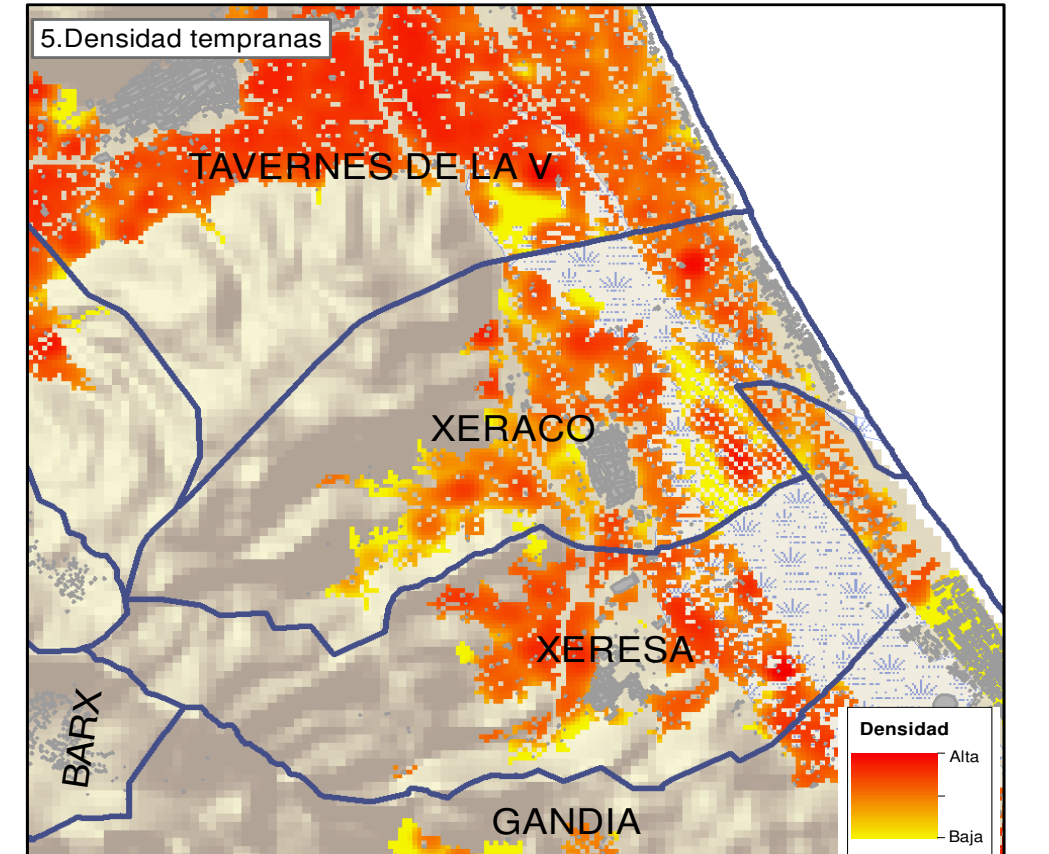 5.Densidad tempranas
TAVERNES DE LA V
XERACO
XERESA
BARX
Densidad
Alta
Baja
GANDIA